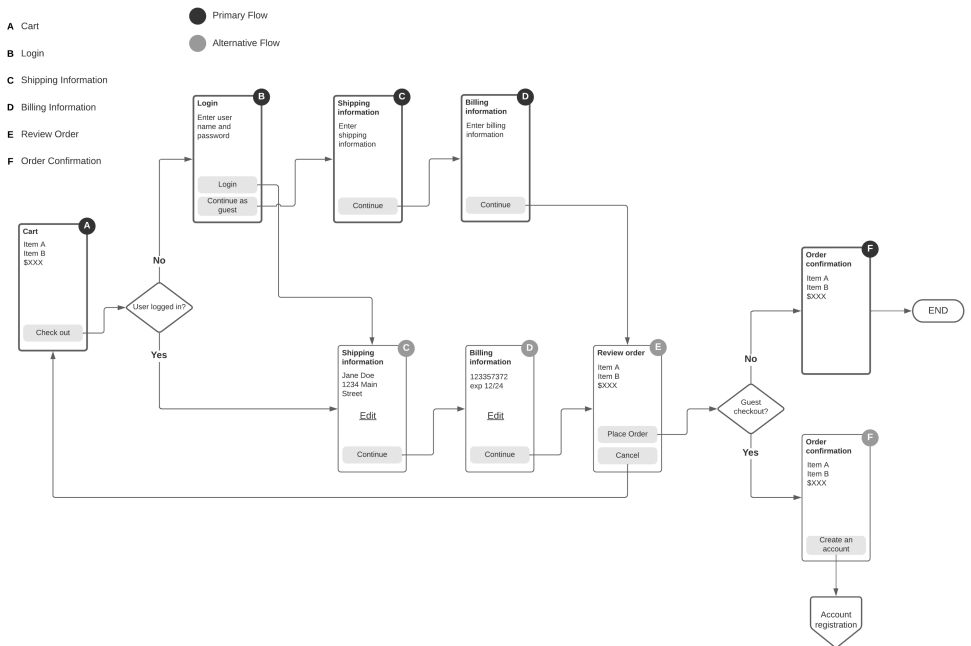 A Cart
B Login
C Shipping Information
D Billing Information
E Review Order
F Order Confirmation
Primary Flow
Alternative Flow
A
Cart
Item A
Item B
$XXX
Check out
User logged in?
No
Yes
B
Login
Enter user
name and
password
Login
Continue as
guest
C
Shipping
information
Enter
shipping
information
Continue
D
Billing
information
Enter billing
information
Continue
C
Shipping
information
Jane Doe
1234 Main
Street
Edit
Continue
D
Billing
information
123357372
exp 12/24
Edit
Continue
E
Review order
Item A
Item B
$XXX
Place Order
Cancel
Guest
checkout?
No
Yes
F
Order
confirmation
Item A
Item B
$XXX
END
F
Order
confirmation
Item A
Item B
$XXX
Create an
account
Account
registration